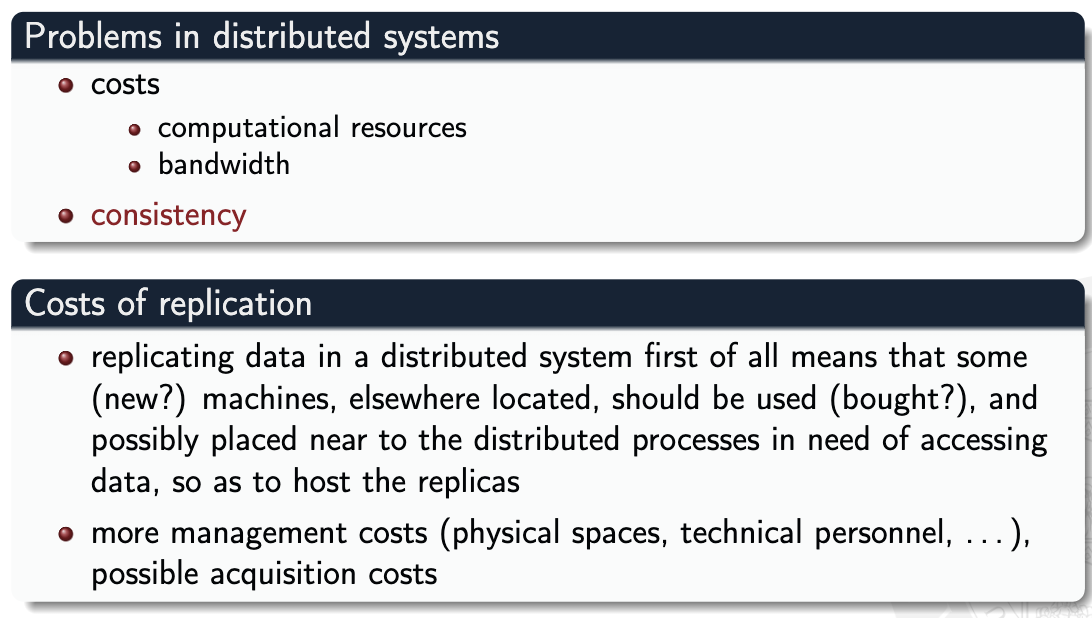 Problems in distributed systems
costs
computational resources
bandwidth
consistency
Costs of replication
replicating data in a distributed system first of all means that some
(new?) machines, elsewhere located, should be used (bought?), and
possibly placed near to the distributed processes in need of accessing
data, so as to host the replicas
more management costs (physical spaces, technical personnel, ...),
possible acquisition costs